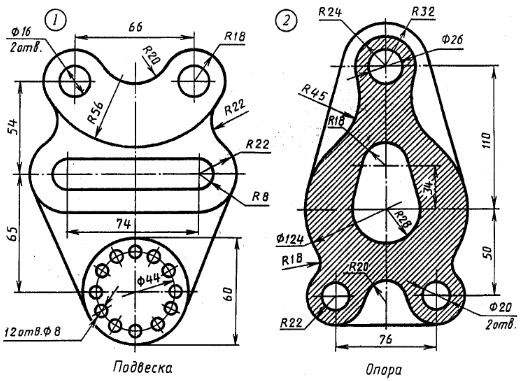 1
66
R18
Ф16
2отв.
R20
R56
R22
54
R22
R8
74
65
Ф44
60
12отв.Ф8
Подвеска
2
R24
R32
Ф26
R45
R18
110
34
R28
Ф124
R18
50
R20
R22
Ф20
2отв.
76
Опора